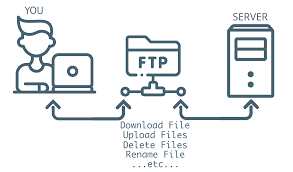 YOU
SERVER
FTP
Download File
Upload Files
Delete Files
Rename File
...etc...